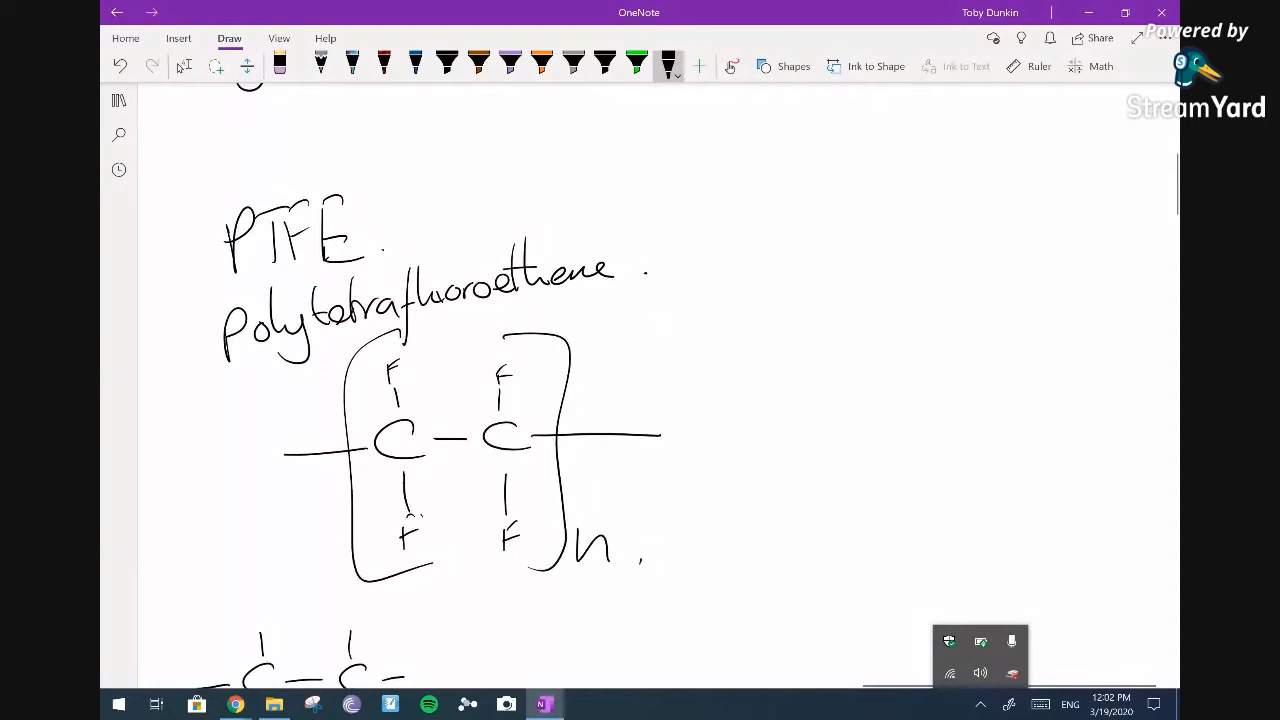 OneNote
Toby Dunkin
Powered by
StreamYard
Home Insert Draw View Help
Share
Shapes Ink to Shape Ink to Text Ruler Math
PTFE.
Polytetrafluoroethene.
F F
C — C
F F
n.
C — C
12:02 PM
ENG
3/19/2020